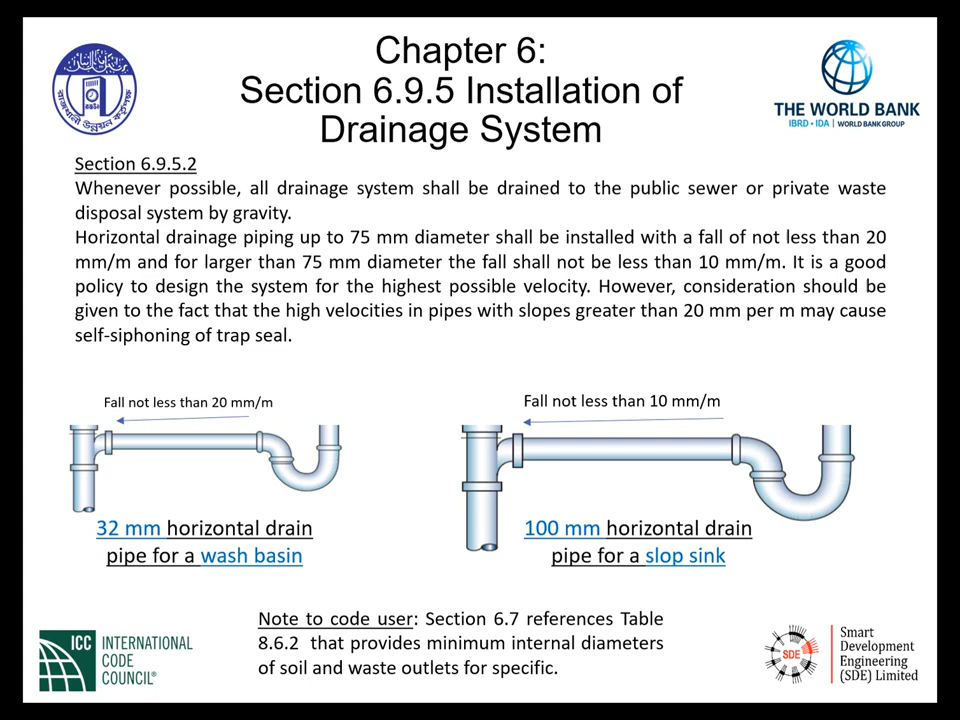 Chapter 6:
Section 6.9.5 Installation of
Drainage System
THE WORLD BANK
IBRD • IDA | WORLD BANK GROUP
রাজধানী উন্নয়ন কর্তৃপক্ষ
Section 6.9.5.2
Whenever possible, all drainage system shall be drained to the public sewer or private waste
disposal system by gravity.
Horizontal drainage piping up to 75 mm diameter shall be installed with a fall of not less than 20
mm/m and for larger than 75 mm diameter the fall shall not be less than 10 mm/m. It is a good
policy to design the system for the highest possible velocity. However, consideration should be
given to the fact that the high velocities in pipes with slopes greater than 20 mm per m may cause
self-siphoning of trap seal.
Fall not less than 20 mm/m
Fall not less than 10 mm/m
32 mm horizontal drain
pipe for a wash basin
100 mm horizontal drain
pipe for a slop sink
Note to code user: Section 6.7 references Table
8.6.2 that provides minimum internal diameters
of soil and waste outlets for specific.
ICC
INTERNATIONAL
CODE
COUNCIL®
SDE
Smart
Development
Engineering
(SDE) Limited